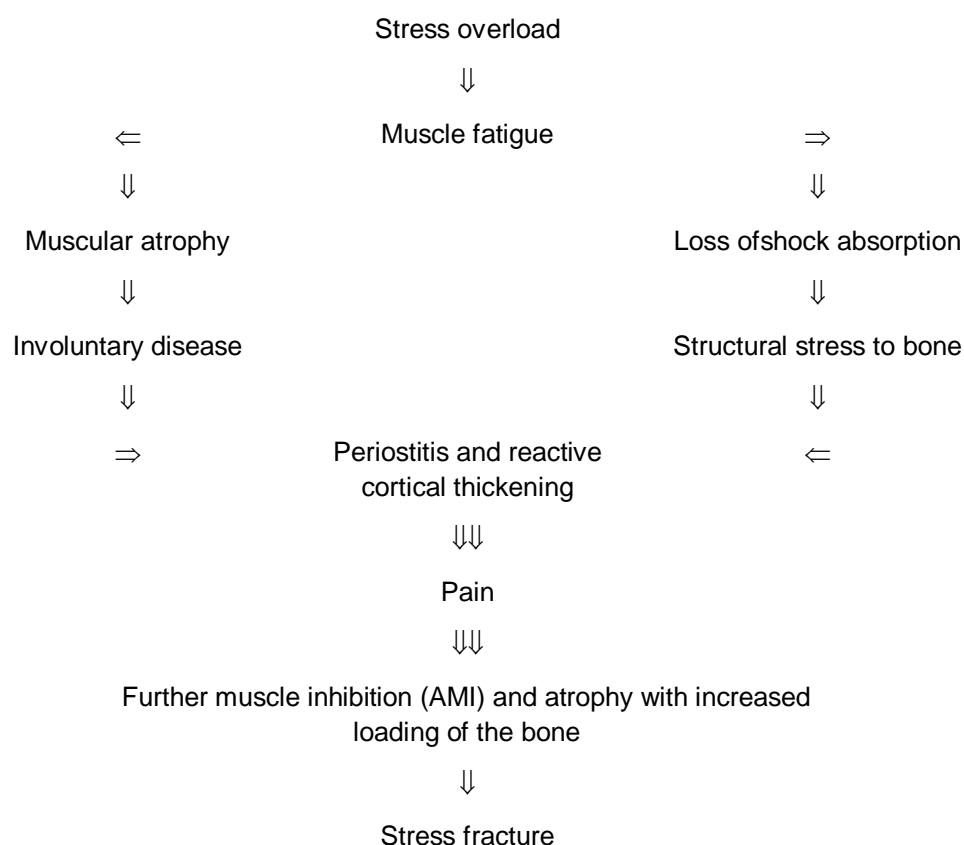 Stress overload
⇓
⇐ Muscle fatigue ⇒
⇓ ⇓
Muscular atrophy Loss ofshock absorption
⇓ ⇓
Involuntary disease Structural stress to bone
⇓ ⇓
⇒ Periostitis and reactive ⇐
cortical thickening
⇓⇓
Pain
⇓⇓
Further muscle inhibition (AMI) and atrophy with increased
loading of the bone
⇓
Stress fracture